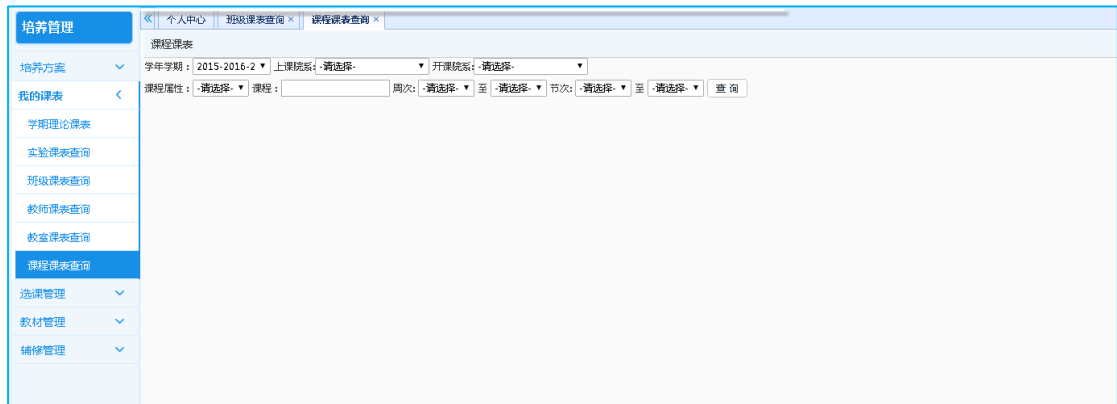 培养管理
« 个人中心 班级课表查询 × 课程课表查询 ×
课程课表
培养方案
学年学期：2015-2016-2 ▼ 上课院系：-请选择- ▼ 开课院系：-请选择- ▼
我的课表
课程属性：-请选择- ▼ 课程： 周次：-请选择- ▼ 至 -请选择- ▼ 节次：-请选择- ▼ 至 -请选择- ▼ 查 询
学期理论课表
实验课表查询
班级课表查询
教师课表查询
教室课表查询
课程课表查询
选课管理
教材管理
辅修管理